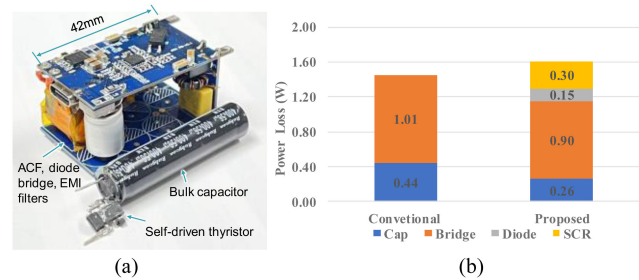 42mm
ACF, diode
bridge, EMI
filters
Bulk capacitor
Self-driven thyristor
(a)
Power Loss (W)
2.00
1.60
1.20
0.80
0.40
0.00
1.01
0.44
0.30
0.15
0.90
0.26
Convetional
Proposed
Cap
Bridge
Diode
SCR
(b)